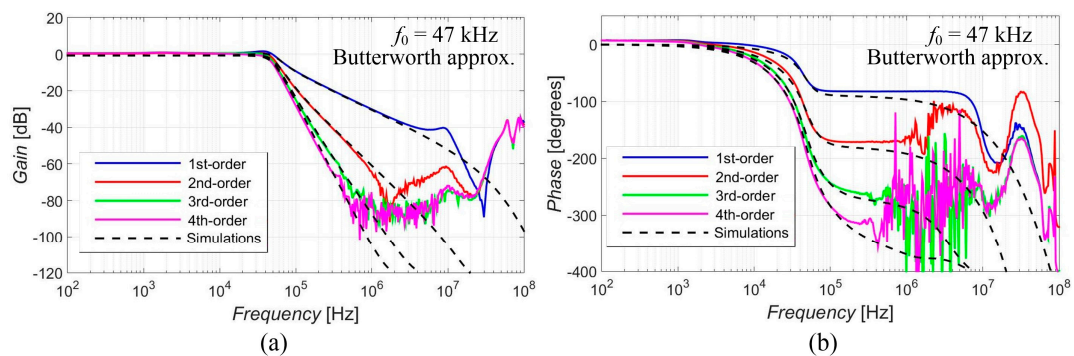 f0 = 47 kHz
Butterworth approx.
20
0
-20
-40
-60
-80
-100
-120
Gain [dB]
1st-order
2nd-order
3rd-order
4th-order
Simulations
10^2
10^3
10^4
10^5
10^6
10^7
10^8
Frequency [Hz]
(a)
f0 = 47 kHz
Butterworth approx.
100
0
-100
-200
-300
-400
Phase [degrees]
1st-order
2nd-order
3rd-order
4th-order
Simulations
10^2
10^3
10^4
10^5
10^6
10^7
10^8
Frequency [Hz]
(b)